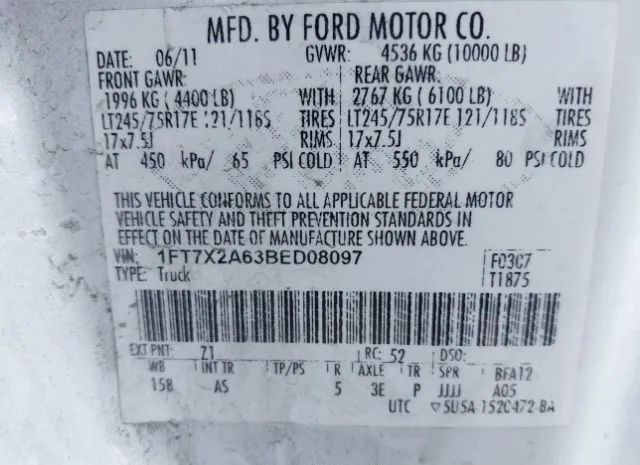 MFD. BY FORD MOTOR CO.
DATE: 06/11 GVWR: 4536 KG (10000 LB)
FRONT GAWR: REAR GAWR:
1996 KG (4400 LB) WITH 2767 KG (6100 LB) WITH
LT245/75R17E 121/118S TIRES LT245/75R17E 121/118S TIRES
17x7.5J RIMS 17x7.5J RIMS
AT 450 kPa/ 65 PSI COLD AT 550 kPa/ 80 PSI COLD
THIS VEHICLE CONFORMS TO ALL APPLICABLE FEDERAL MOTOR
VEHICLE SAFETY AND THEFT PREVENTION STANDARDS IN
EFFECT ON THE DATE OF MANUFACTURE SHOWN ABOVE.
VIN: 1FT7X2A63BED08097 F03C7
TYPE: Truck T1875
EXT PNT: Z1 RC: 52 DSO:
WB INT TR TP/PS R AXLE TR SPR BFA12
158 AS 5 3E P JJJJ A05
UTC ▽5U5A-1520472-BA